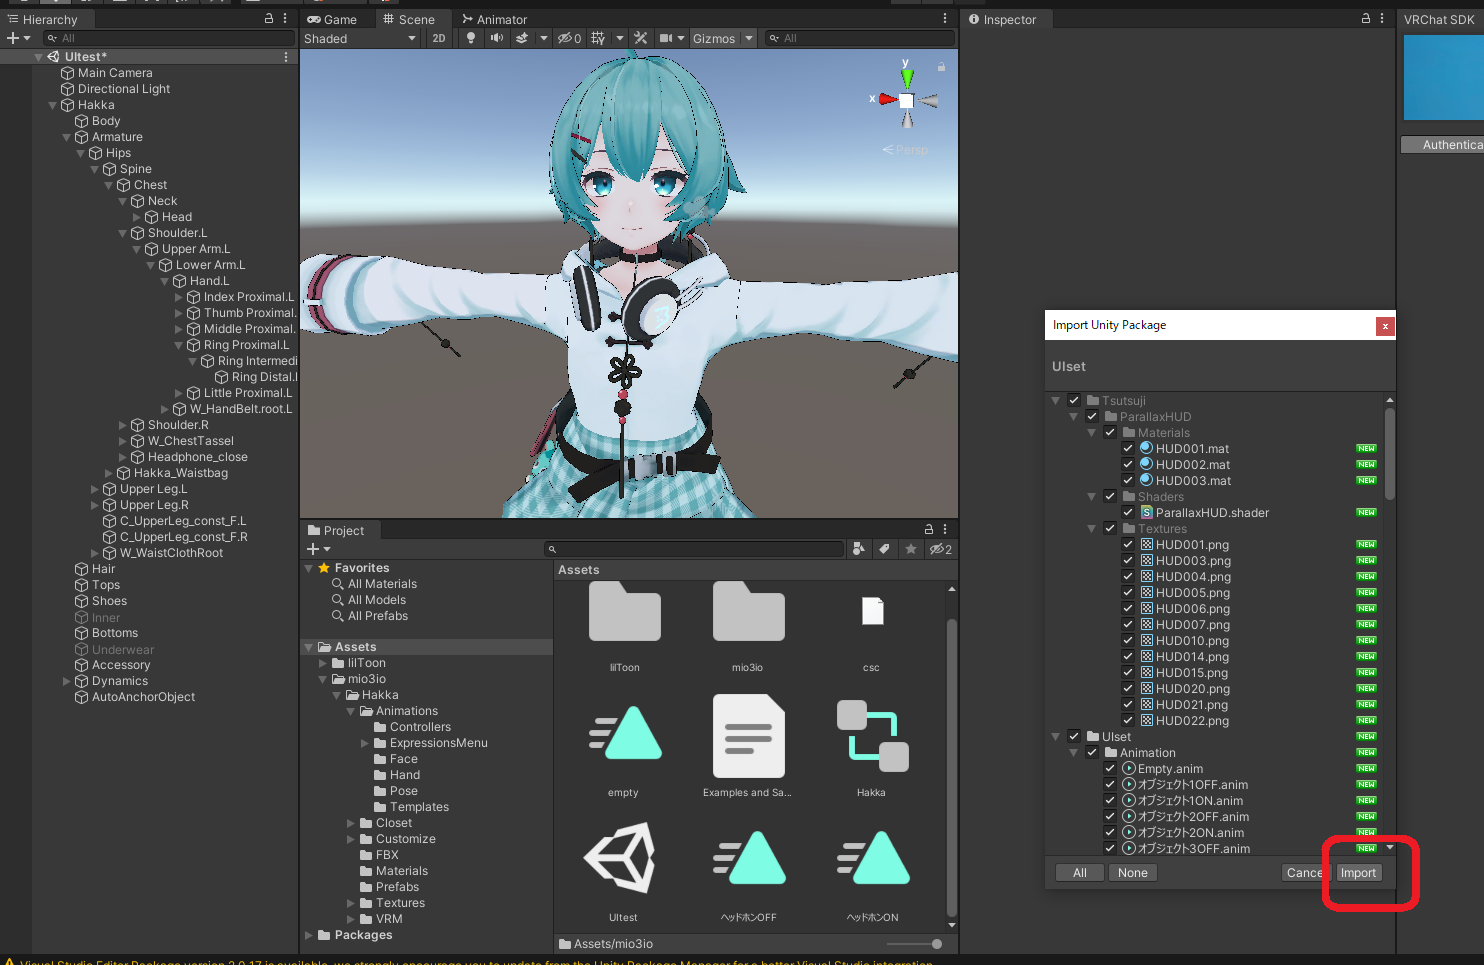 Hierarchy
All
UItest*
Main Camera
Directional Light
Hakka
Body
Armature
Hips
Spine
Chest
Neck
Head
Shoulder.L
Upper Arm.L
Lower Arm.L
Hand.L
Index Proximal.L
Thumb Proximal.
Middle Proximal.
Ring Proximal.L
Ring Intermedi
Ring Distal.
Little Proximal.L
W_HandBelt.root.L
Shoulder.R
W_ChestTassel
Headphone_close
Hakka_Waistbag
Upper Leg.L
Upper Leg.R
C_UpperLeg_const_F.L
C_UpperLeg_const_F.R
W_WaistClothRoot
Hair
Tops
Shoes
Inner
Bottoms
Underwear
Accessory
Dynamics
AutoAnchorObject
Game
Scene
Animator
Shaded
2D
0
Gizmos
All
y
x
Persp
Project
2
Favorites
All Materials
All Models
All Prefabs
Assets
lilToon
mio3io
Hakka
Animations
Controllers
ExpressionsMenu
Face
Hand
Pose
Templates
Closet
Customize
FBX
Materials
Prefabs
Textures
VRM
Packages
Assets
lilToon
mio3io
csc
empty
Examples and Sa...
Hakka
UItest
ヘッドホンOFF
ヘッドホンON
Assets/mio3io
Inspector
VRChat SDK
Authentica
Import Unity Package
x
UIset
Tsutsuji
ParallaxHUD
Materials
HUD001.mat NEW
HUD002.mat NEW
HUD003.mat NEW
Shaders
ParallaxHUD.shader NEW
Textures
HUD001.png NEW
HUD003.png NEW
HUD004.png NEW
HUD005.png NEW
HUD006.png NEW
HUD007.png NEW
HUD010.png NEW
HUD014.png NEW
HUD015.png NEW
HUD020.png NEW
HUD021.png NEW
HUD022.png NEW
UIset NEW
Animation NEW
Empty.anim NEW
オブジェクト1OFF.anim NEW
オブジェクト1ON.anim NEW
オブジェクト2OFF.anim NEW
オブジェクト2ON.anim NEW
オブジェクト3OFF.anim NEW
All
None
Cance
Import
Visual Studio Editor Package version 2.0.17 is available, we strongly encourage you to update from the Unity Package Manager for a better Visual Studio integration